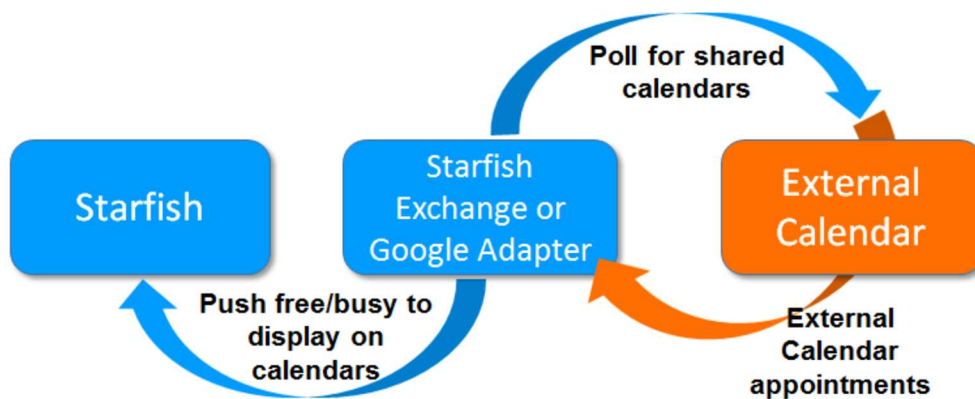 Poll for shared
calendars
Starfish
Starfish
Exchange or
Google Adapter
External
Calendar
Push free/busy to
display on
calendars
External
Calendar
appointments